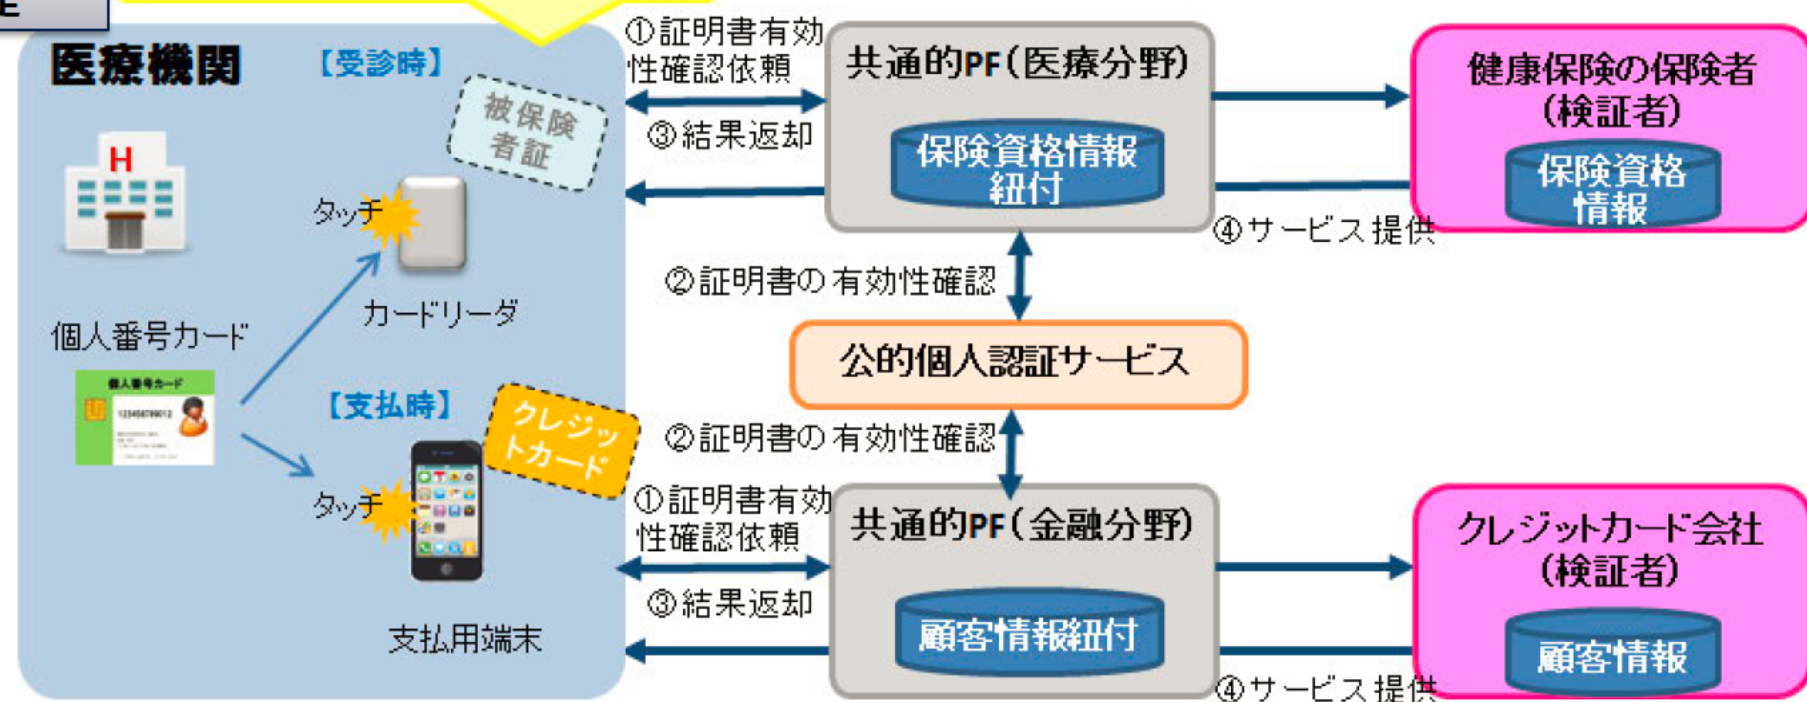 定
医療機関
【受診時】
被保険
者証
H
タッチ
カードリーダ
個人番号カード
個人番号カード
123456789012
【支払時】
クレジッ
トカード
タッチ
支払用端末
①証明書有効
性確認依頼
③結果返却
共通的PF(医療分野)
保険資格情報
紐付
健康保険の保険者
(検証者)
保険資格
情報
④サービス提供
②証明書の有効性確認
公的個人認証サービス
②証明書の有効性確認
①証明書有効
性確認依頼
③結果返却
共通的PF(金融分野)
顧客情報紐付
クレジットカード会社
(検証者)
顧客情報
④サービス提供